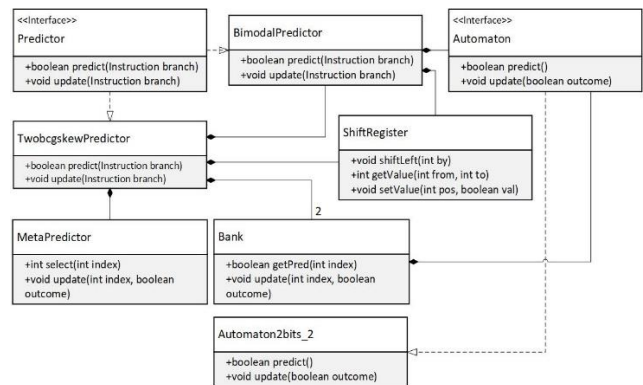 <<Interface>>
Predictor
+boolean predict(Instruction branch)
+void update(Instruction branch)
BimodalPredictor
+boolean predict(Instruction branch)
+void update(Instruction branch)
<<Interface>>
Automaton
+boolean predict()
+void update(boolean outcome)
TwobcgskewPredictor
+boolean predict(Instruction branch)
+void update(Instruction branch)
ShiftRegister
+void shiftLeft(int by)
+int getValue(int from, int to)
+void setValue(int pos, boolean val)
2
MetaPredictor
+int select(int index)
+void update(int index, boolean
outcome)
Bank
+boolean getPred(int index)
+void update(int index, boolean
outcome)
Automaton2bits_2
+boolean predict()
+void update(boolean outcome)